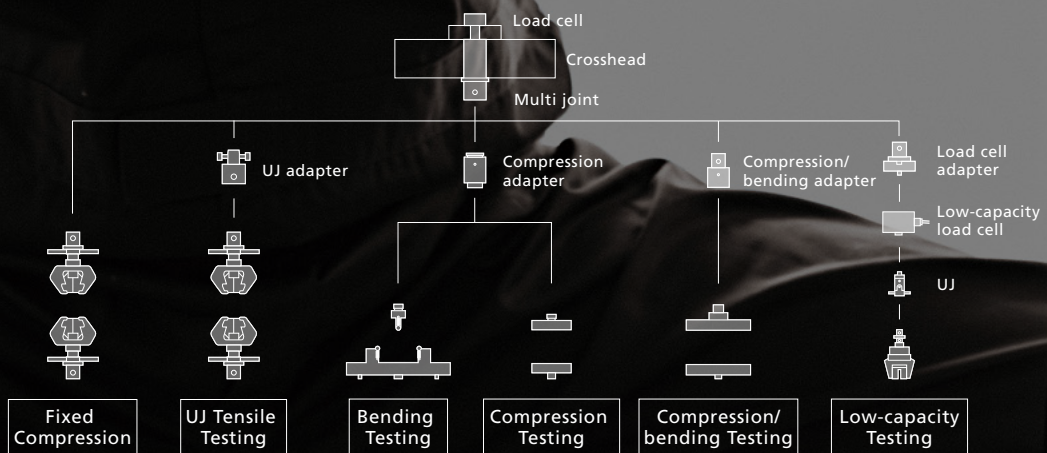 Load cell
Crosshead
Multi joint
UJ adapter
Compression
adapter
Compression/
bending adapter
Load cell
adapter
Low-capacity
load cell
UJ
Fixed
Compression
UJ Tensile
Testing
Bending
Testing
Compression
Testing
Compression/
bending Testing
Low-capacity
Testing